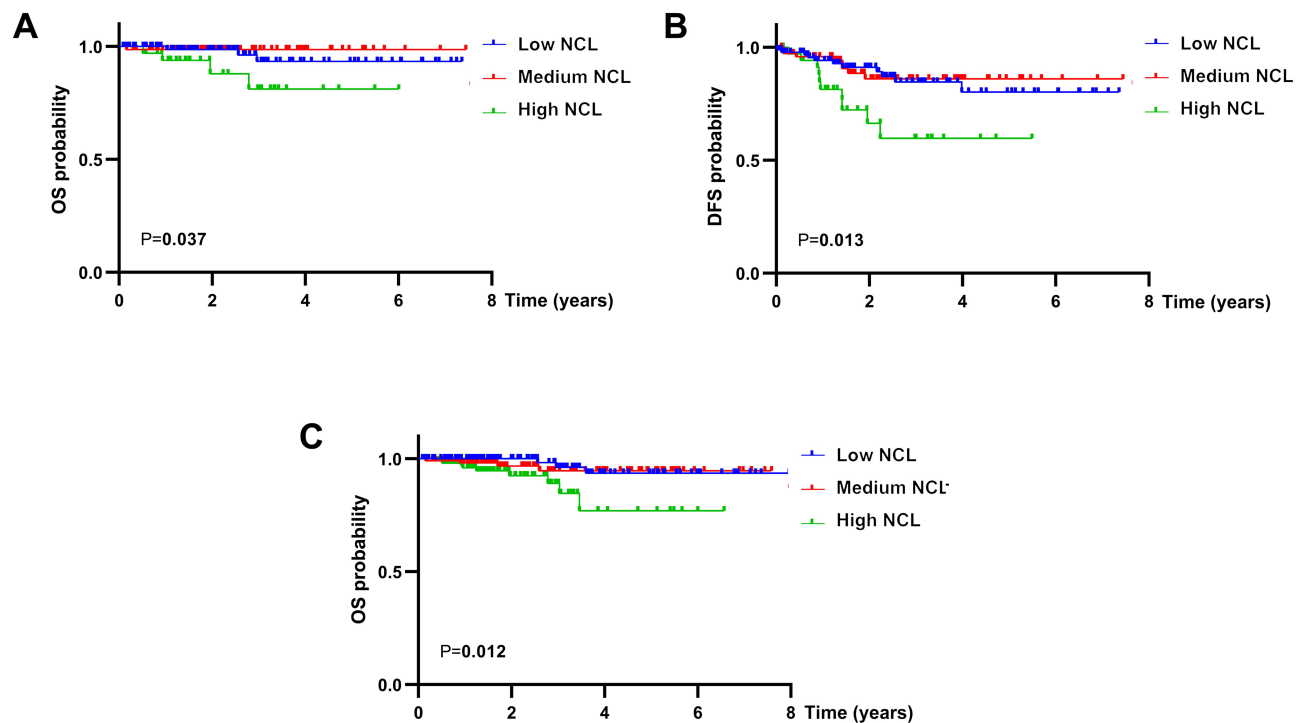 A
OS probability
1.0
0.5
0.0
0 2 4 6 8 Time (years)
P=0.037
Low NCL
Medium NCL
High NCL
B
DFS probability
1.0
0.5
0.0
0 2 4 6 8 Time (years)
P=0.013
Low NCL
Medium NCL
High NCL
C
OS probability
1.0
0.5
0.0
0 2 4 6 8 Time (years)
P=0.012
Low NCL
Medium NCL
High NCL